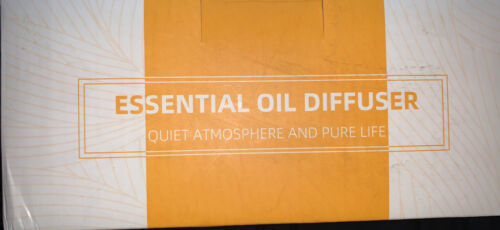 ESSENTIAL OIL DIFFUSER
QUIET ATMOSPHERE AND PURE LIFE